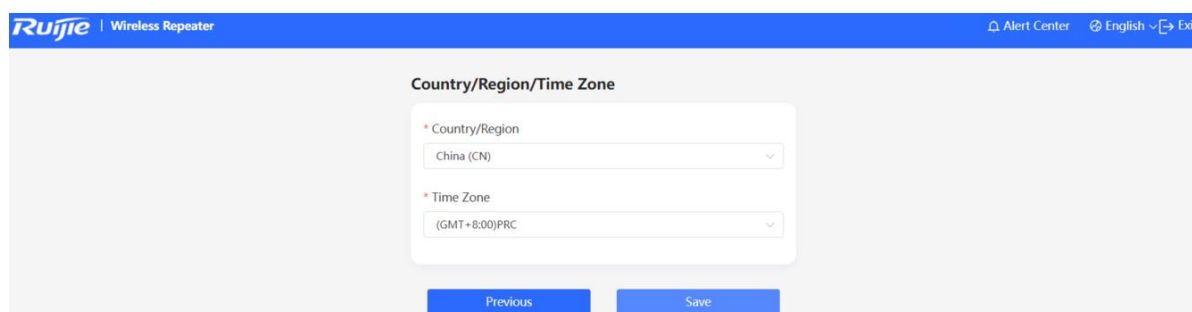 Ruijie | Wireless Repeater Alert Center English Exi
Country/Region/Time Zone
* Country/Region
China (CN)
* Time Zone
(GMT+8:00)PRC
Previous Save